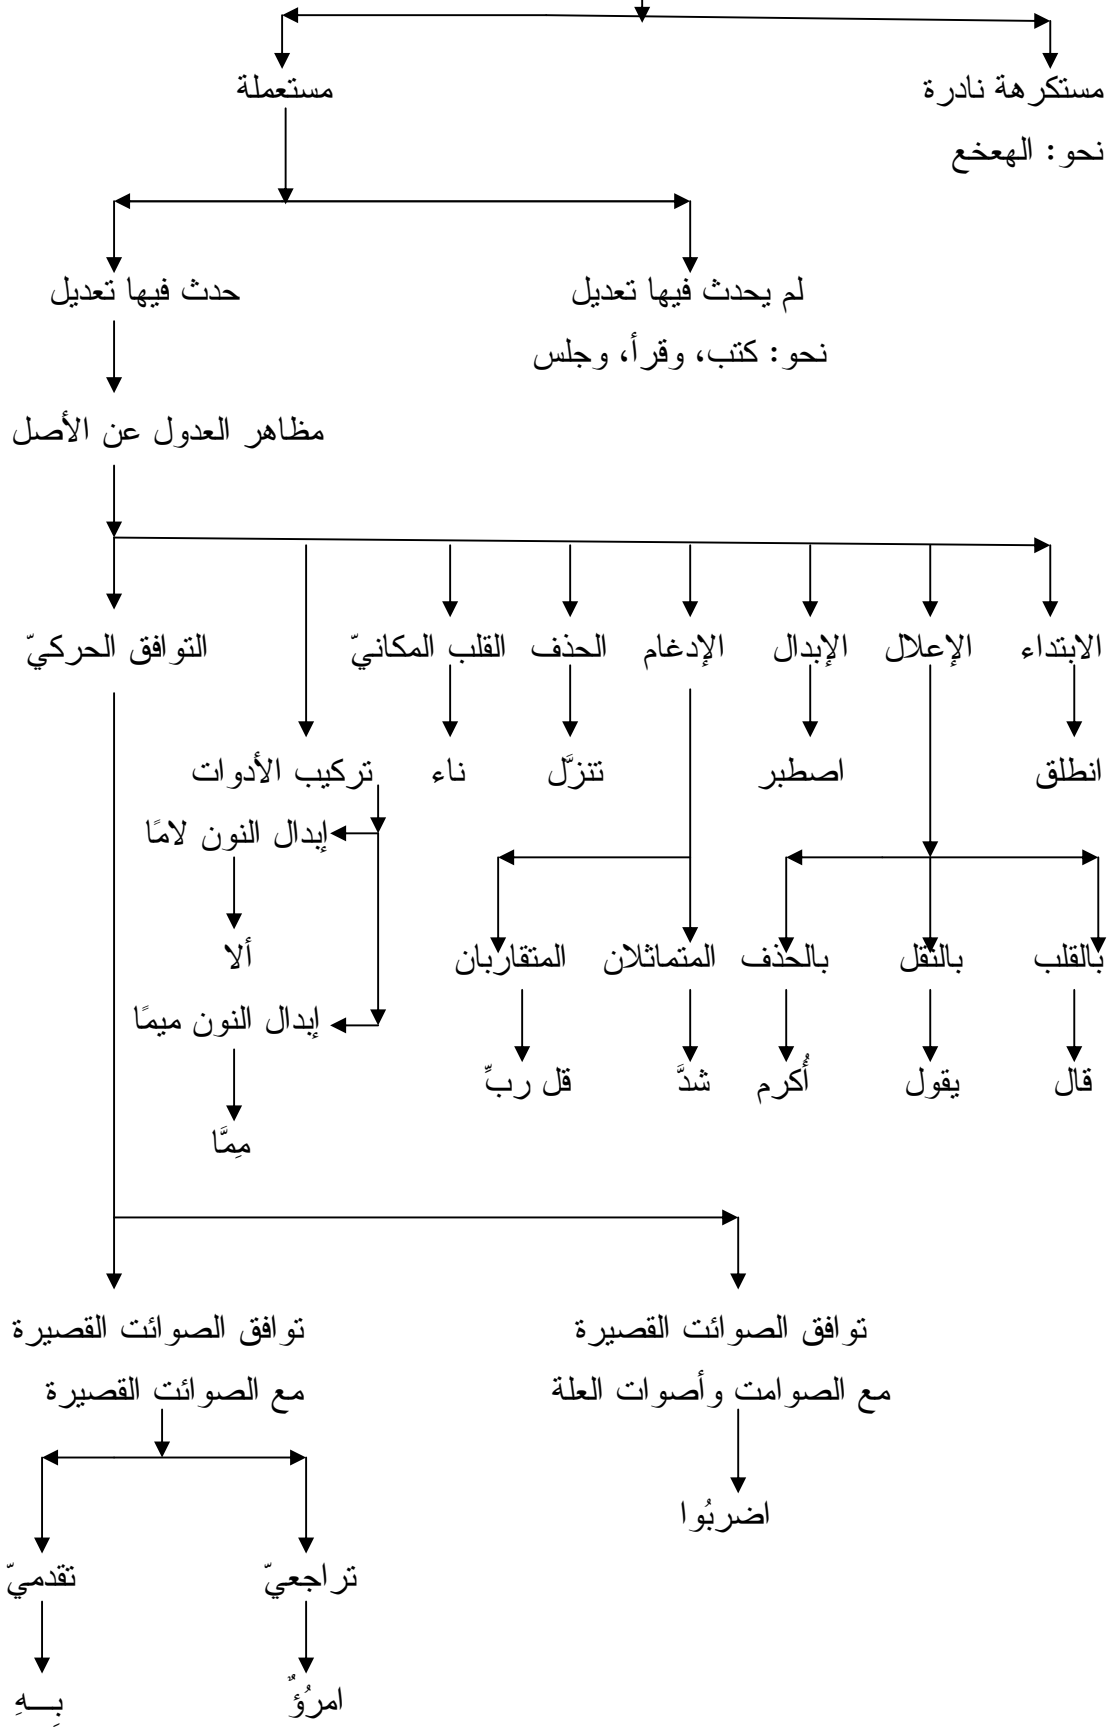 مستكرهة نادرة
مستعملة
نحو: الهعخع
لم يحدث فيها تعديل
حدث فيها تعديل
نحو: كتب، وقرأ، وجلس
مظاهر العدول عن الأصل
الابتداء
الإعلال
الإبدال
الإدغام
الحذف
القلب المكانيّ
التوافق الحركيّ
انطلق
اصطبر
تنزَّل
ناء
تركيب الأدوات
إبدال النون لامًا
بالقلب
بالنقل
بالحذف
المتماثلان
المتقاربان
ألا
إبدال النون ميمًا
قال
يقول
أُكرم
شدَّ
قل ربِّ
مِمَّا
توافق الصوائت القصيرة
مع الصوامت وأصوات العلة
توافق الصوائت القصيرة
مع الصوائت القصيرة
اضربُوا
تراجعيّ
تقدميّ
امرُؤٌ
بِـــهِ